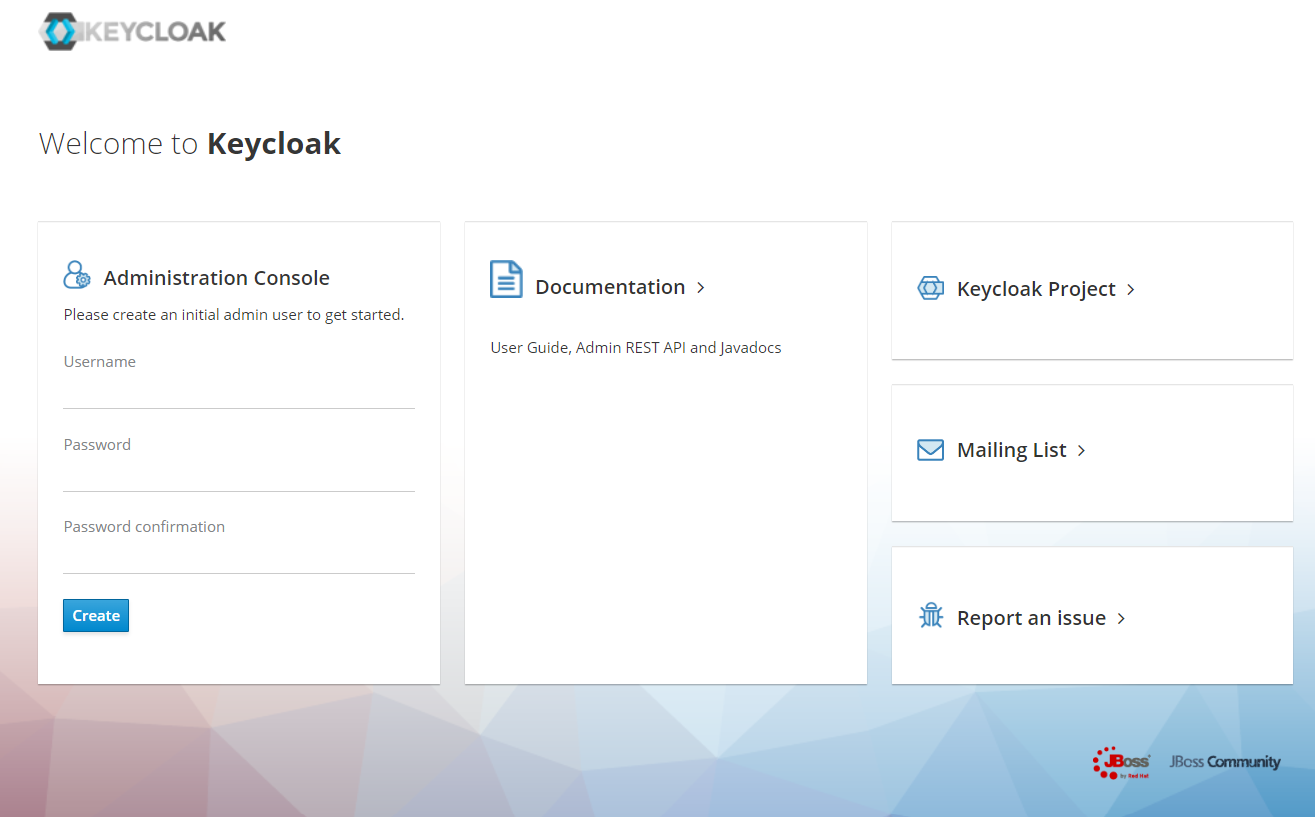 KEYCLOAK
Welcome to Keycloak
Administration Console
Please create an initial admin user to get started.
Username
Password
Password confirmation
Create
Documentation
User Guide, Admin REST API and Javadocs
Keycloak Project
Mailing List
Report an issue
JBoss
by Red Hat
JBoss Community